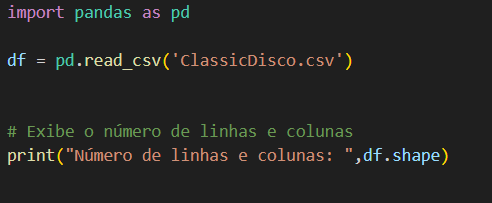 import pandas as pd
df = pd.read_csv('ClassicDisco.csv')
# Exibe o número de linhas e colunas
print("Número de linhas e colunas: ",df.shape)